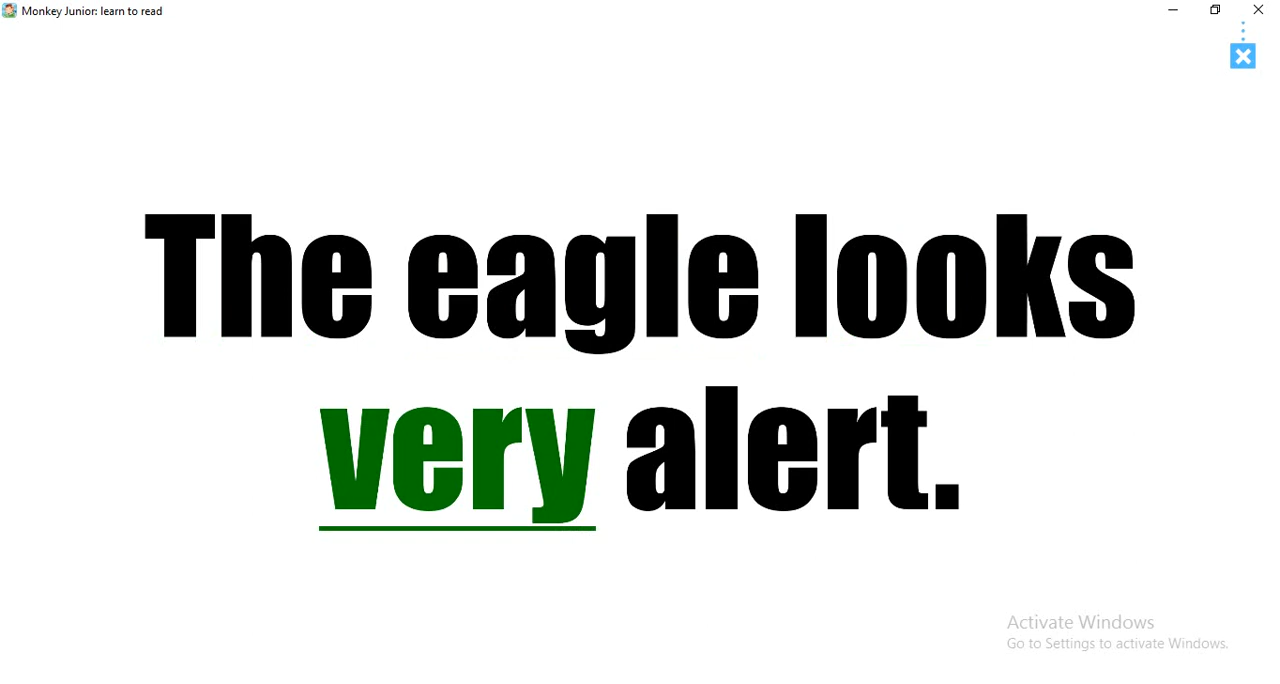 Monkey Junior: learn to read
The eagle looks
very alert.
Activate Windows
Go to Settings to activate Windows.